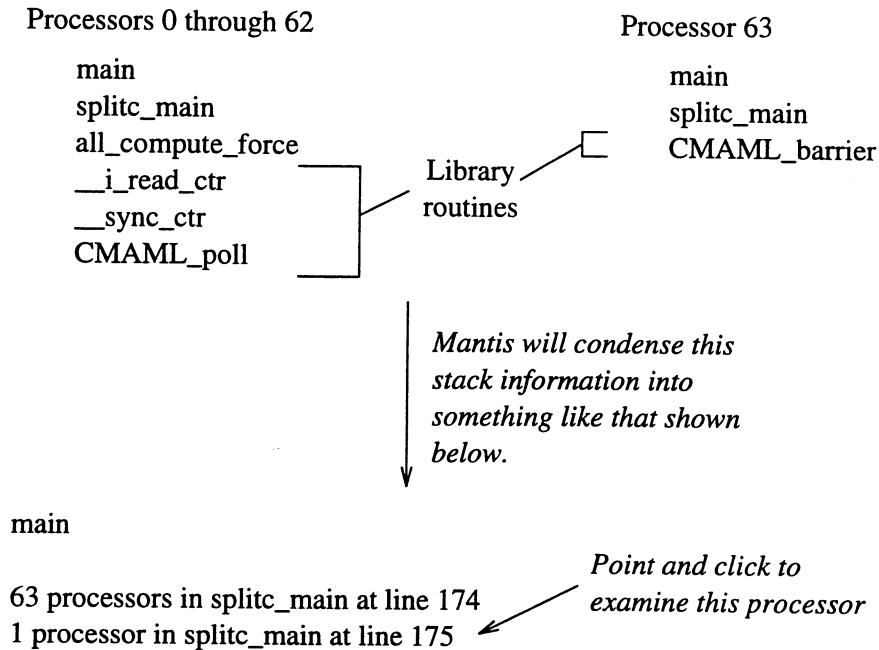 Processors 0 through 62
main
splitc_main
all_compute_force
__i_read_ctr
__sync_ctr
CMAML_poll
Library
routines
Processor 63
main
splitc_main
CMAML_barrier
Mantis will condense this
stack information into
something like that shown
below.
main
63 processors in splitc_main at line 174
1 processor in splitc_main at line 175
Point and click to
examine this processor